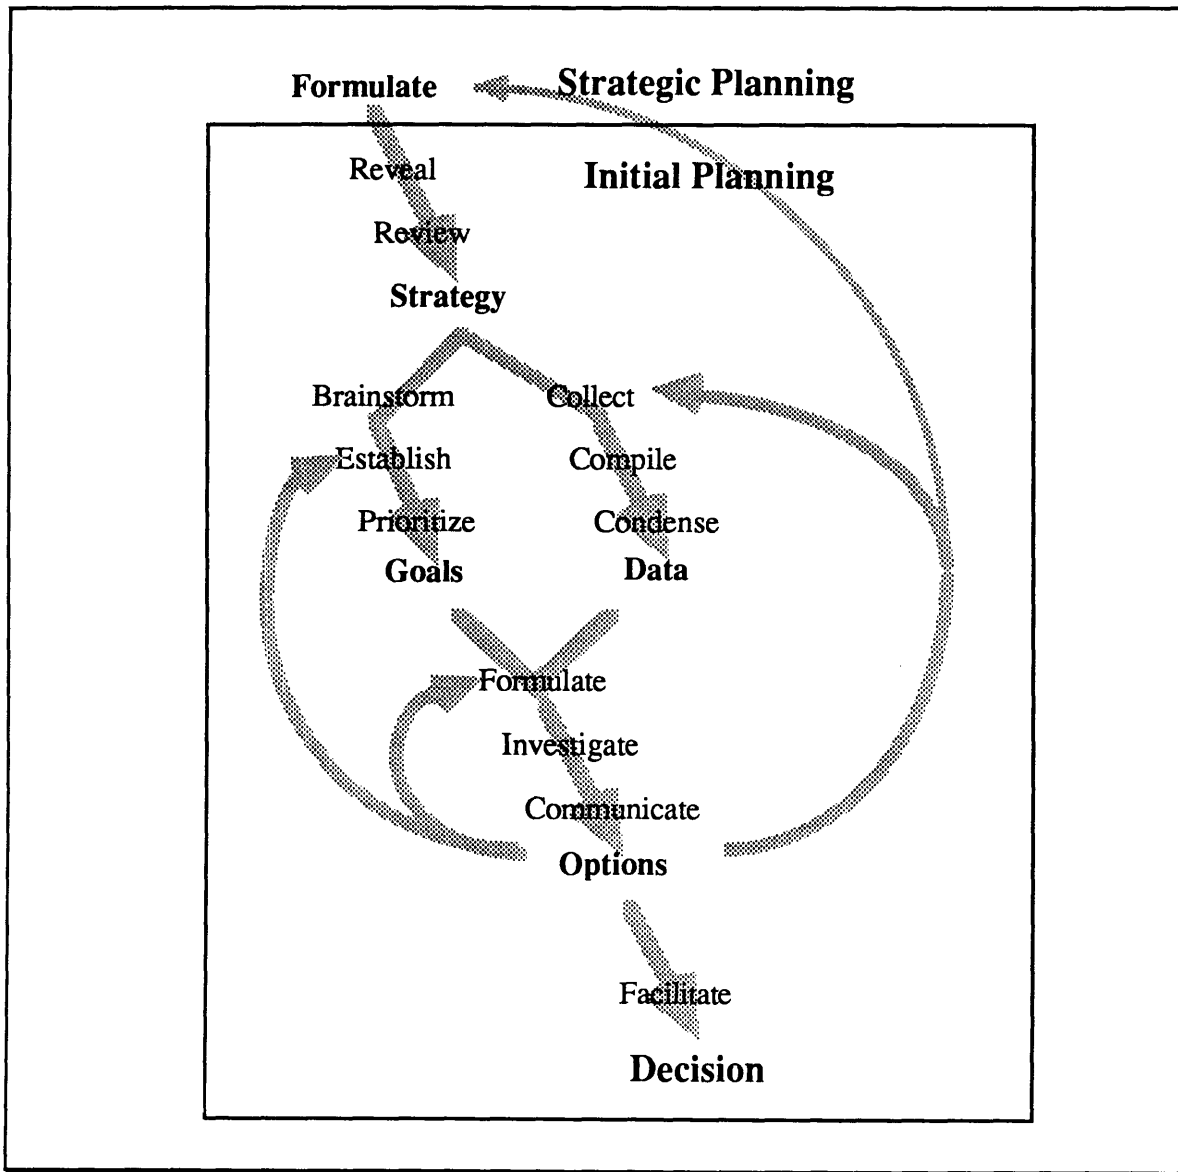 Formulate
Strategic Planning
Initial Planning
Reveal
Review
Strategy
Brainstorm
Collect
Establish
Compile
Prioritize
Condense
Goals
Data
Formulate
Investigate
Communicate
Options
Facilitate
Decision